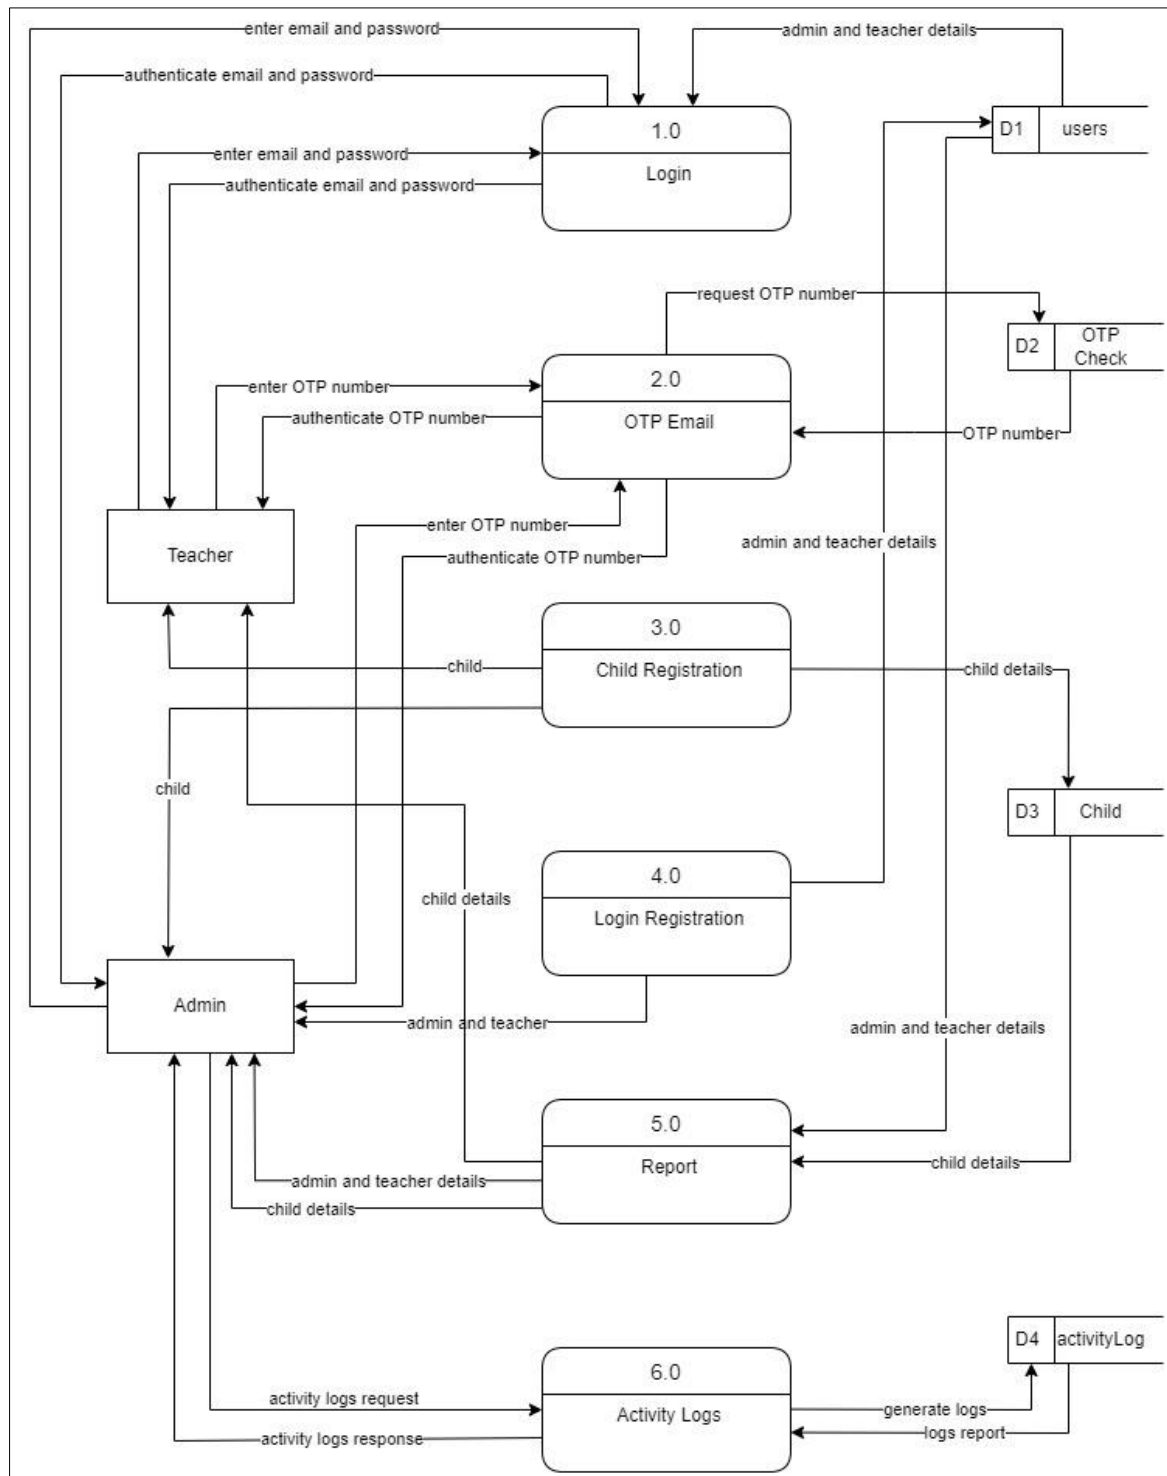 enter email and password
admin and teacher details
authenticate email and password
1.0
D1
users
enter email and password
Login
authenticate email and password
request OTP number
D2
OTP
Check
2.0
enter OTP number
authenticate OTP number
OTP Email
OTP number
enter OTP number
admin and teacher details
Teacher
authenticate OTP number
3.0
child
Child Registration
child details
child
D3
Child
4.0
child details
Login Registration
Admin
admin and teacher
admin and teacher details
5.0
Report
child details
admin and teacher details
child details
D4
activityLog
6.0
activity logs request
Activity Logs
generate logs
activity logs response
logs report